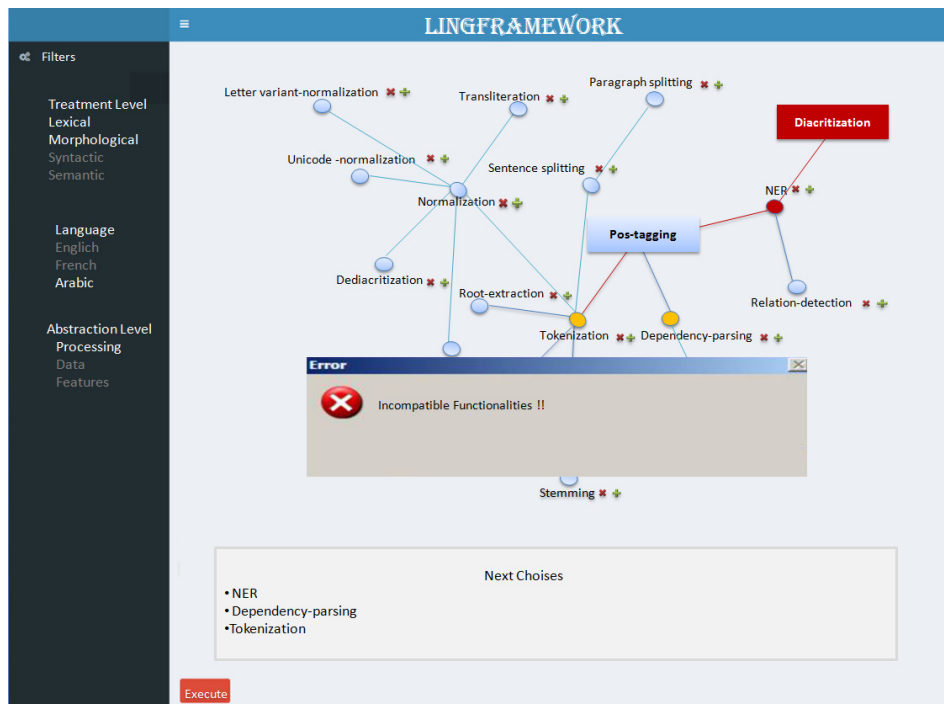 LINGFRAMEWORK
Filters
Treatment Level
Lexical
Morphological
Syntactic
Semantic
Language
Englich
French
Arabic
Abstraction Level
Processing
Data
Features
Letter variant-normalization
Transliteration
Paragraph splitting
Diacritization
Unicode -normalization
Sentence splitting
NER
Normalization
Pos-tagging
Dediacritization
Root-extraction
Relation-detection
Tokenization
Dependency-parsing
Error
Incompatible Functionalities !!
Stemming
Next Choises
• NER
• Dependency-parsing
•Tokenization
Execute